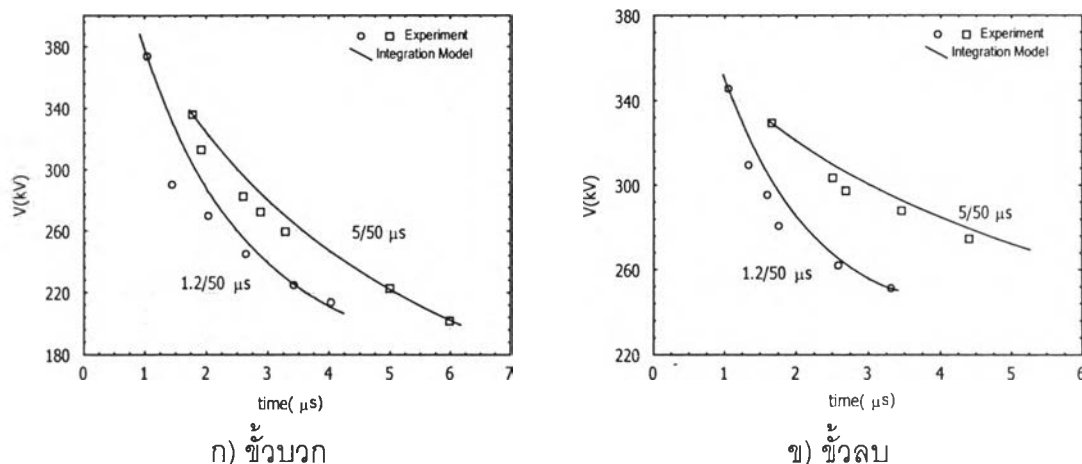 380
340
300
260
220
180
V(kV)
0 1 2 3 4 5 6 7
time( μs)
Experiment
Integration Model
5/50 μs
1.2/50 μs
ก) ขั้วบวก
380
340
300
260
220
V(kV)
0 1 2 3 4 5 6
time( μs)
Experiment
Integration Model
5/50 μs
1.2/50 μs
ข) ขั้วลบ